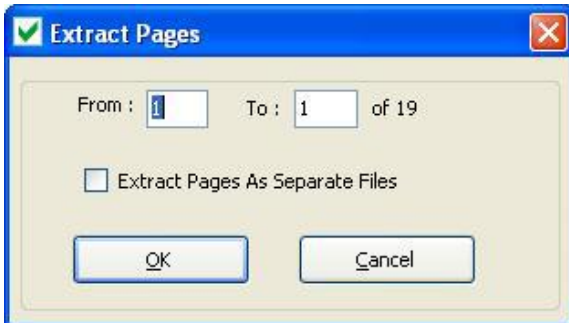 Extract Pages
From : 1 To : 1 of 19
Extract Pages As Separate Files
OK Cancel